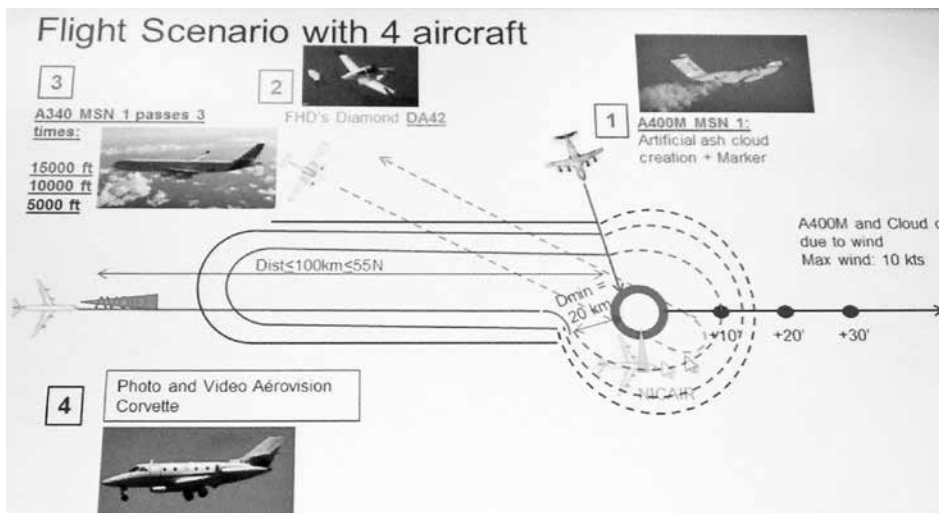 Flight Scenario with 4 aircraft
3
A340 MSN 1 passes 3
times:
15000 ft
10000 ft
5000 ft
2
FHD's Diamond DA42
1
A400M MSN 1:
Artificial ash cloud
creation + Marker
A400M and Cloud
due to wind
Max wind: 10 kts
Dist≤100km≤55N
Dmin =
20 km
+10'
+20'
+30'
NICAIR
4
Photo and Video Aérovision
Corvette